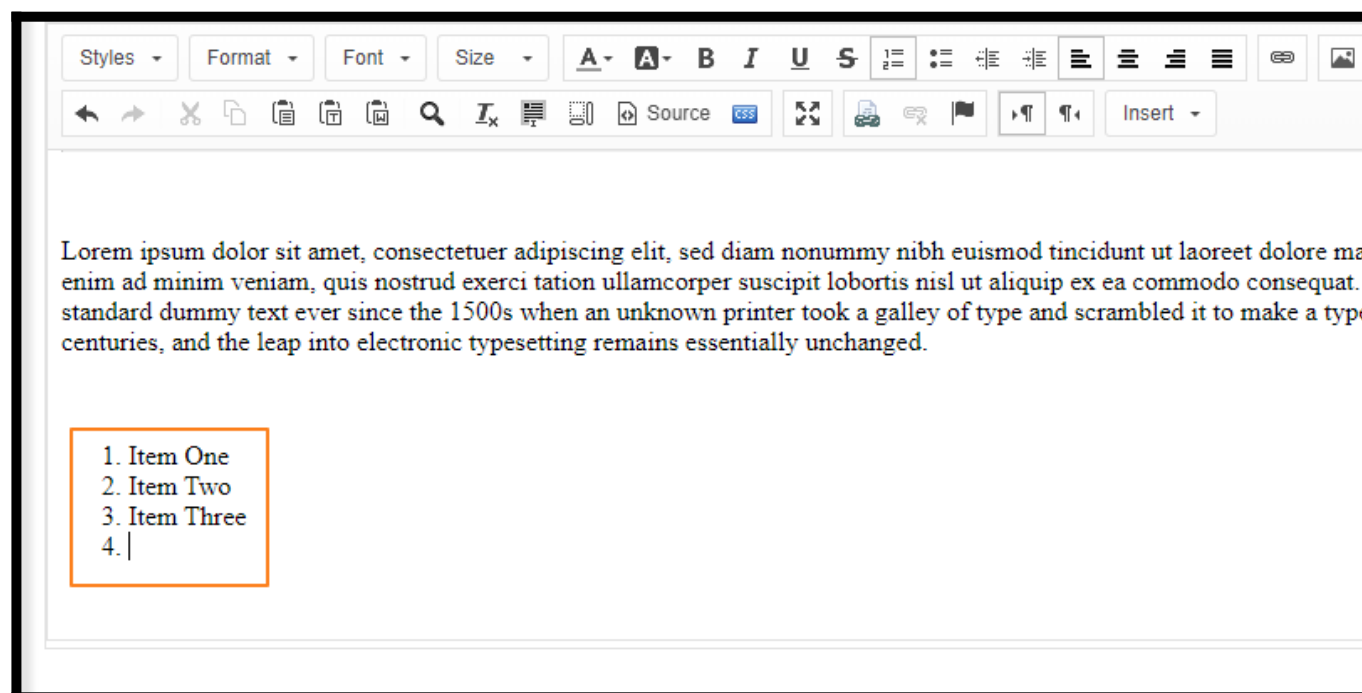 Styles Format Font Size A A B I U S
Source CSS Insert
Lorem ipsum dolor sit amet, consectetuer adipiscing elit, sed diam nonummy nibh euismod tincidunt ut laoreet dolore ma
enim ad minim veniam, quis nostrud exerci tation ullamcorper suscipit lobortis nisl ut aliquip ex ea commodo consequat.
standard dummy text ever since the 1500s when an unknown printer took a galley of type and scrambled it to make a type
centuries, and the leap into electronic typesetting remains essentially unchanged.
1. Item One
2. Item Two
3. Item Three
4.